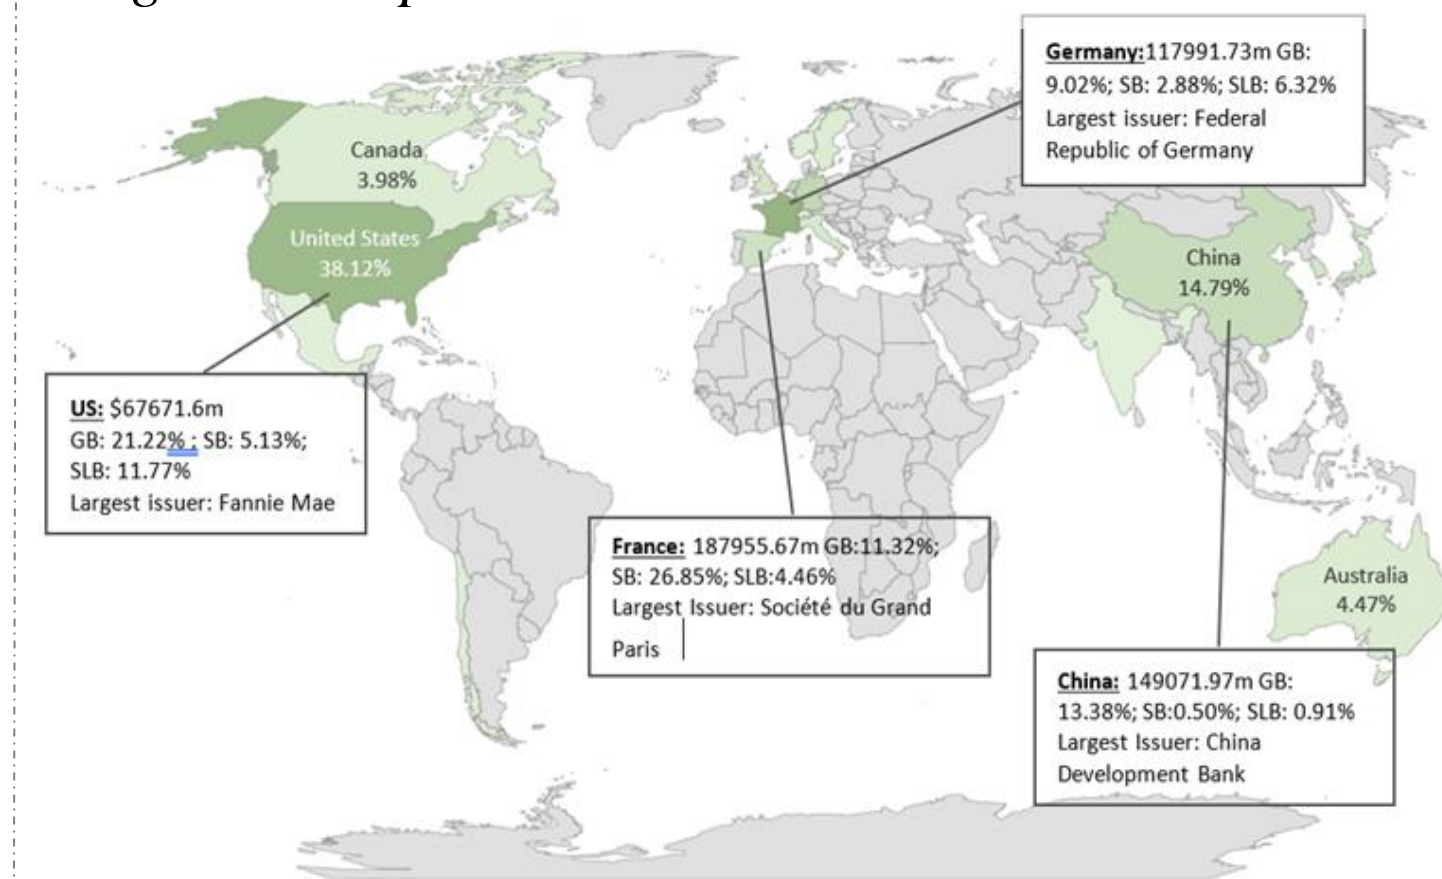 Germany:117991.73m GB:
9.02%; SB: 2.88%; SLB: 6.32%
Largest issuer: Federal
Republic of Germany
Canada
3.98%
United States
38.12%
China
14.79%
US: $67671.6m
GB: 21.22% ; SB: 5.13%;
SLB: 11.77%
Largest issuer: Fannie Mae
France: 187955.67m GB:11.32%;
SB: 26.85%; SLB:4.46%
Largest Issuer: Société du Grand
Paris
Australia
4.47%
China: 149071.97m GB:
13.38%; SB:0.50%; SLB: 0.91%
Largest Issuer: China
Development Bank